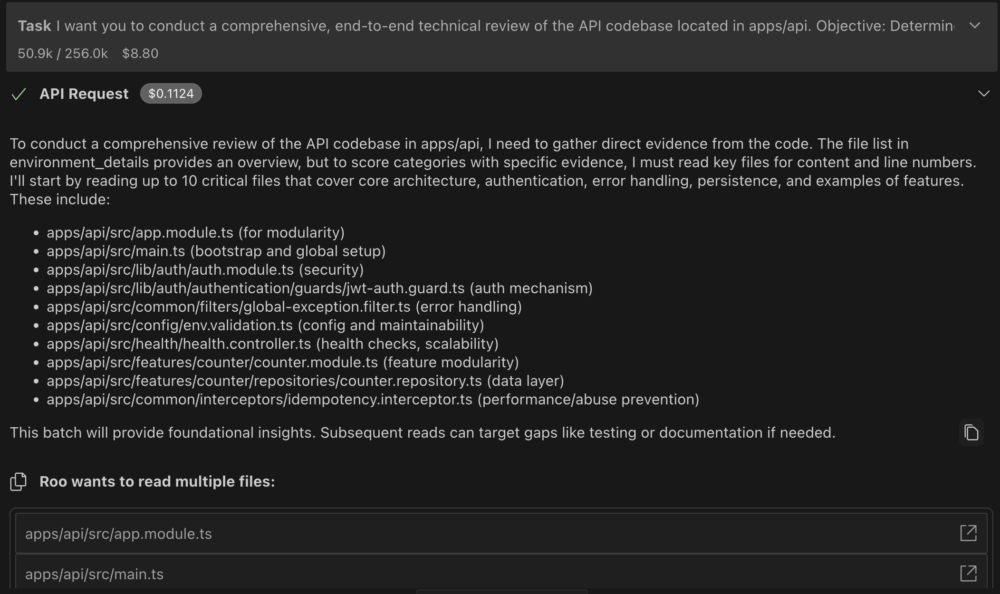 Task I want you to conduct a comprehensive, end-to-end technical review of the API codebase located in apps/api. Objective: Determin
50.9k / 256.0k $8.80
API Request $0.1124
To conduct a comprehensive review of the API codebase in apps/api, I need to gather direct evidence from the code. The file list in
environment_details provides an overview, but to score categories with specific evidence, I must read key files for content and line numbers.
I'll start by reading up to 10 critical files that cover core architecture, authentication, error handling, persistence, and examples of features.
These include:
• apps/api/src/app.module.ts (for modularity)
• apps/api/src/main.ts (bootstrap and global setup)
• apps/api/src/lib/auth/auth.module.ts (security)
• apps/api/src/lib/auth/authentication/guards/jwt-auth.guard.ts (auth mechanism)
• apps/api/src/common/filters/global-exception.filter.ts (error handling)
• apps/api/src/config/env.validation.ts (config and maintainability)
• apps/api/src/health/health.controller.ts (health checks, scalability)
• apps/api/src/features/counter/counter.module.ts (feature modularity)
• apps/api/src/features/counter/repositories/counter.repository.ts (data layer)
• apps/api/src/common/interceptors/idempotency.interceptor.ts (performance/abuse prevention)
This batch will provide foundational insights. Subsequent reads can target gaps like testing or documentation if needed.
Roo wants to read multiple files:
apps/api/src/app.module.ts
apps/api/src/main.ts